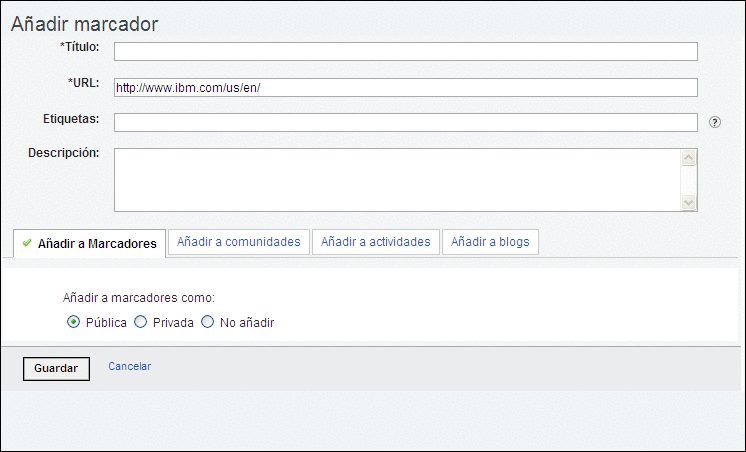 Añadir marcador
*Título:
*URL: http://www.ibm.com/us/en/
Etiquetas: ?
Descripción:
Añadir a Marcadores Añadir a comunidades Añadir a actividades Añadir a blogs
Añadir a marcadores como:
Pública Privada No añadir
Guardar Cancelar